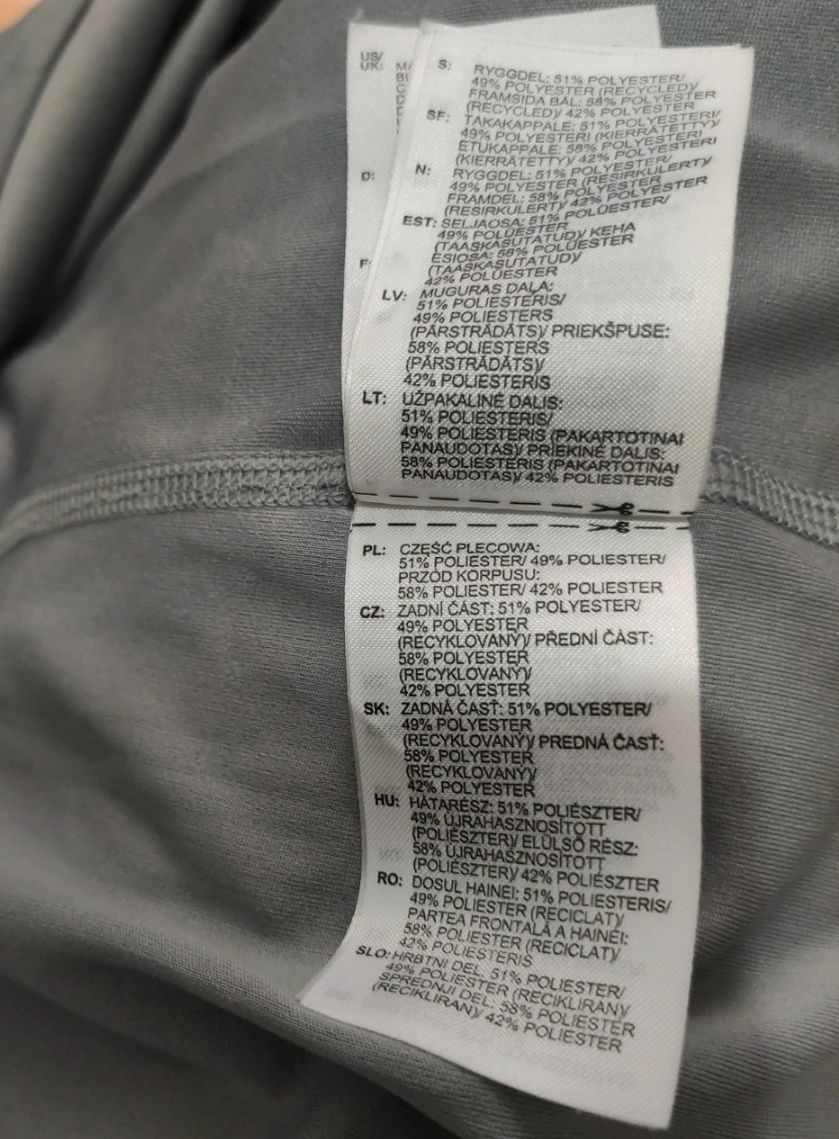 US/
UK:
D:
F:
S: RYGGDEL: 51% POLYESTER/
49% POLYESTER (RECYCLED)/
FRAMSIDA BÅL: 58% POLYESTER
(RECYCLED)/ 42% POLYESTER
SF: TAKAKAPPALE: 51% POLYESTERI/
49% POLYESTERI (KIERRÄTETTY)/
ETUKAPPALE: 58% POLYESTERI
(KIERRÄTETTY)/ 42% POLYESTERI
N: RYGGDEL: 51% POLYESTER/
49% POLYESTER (RESIRKULERT)/
FRAMDEL: 58% POLYESTER
(RESIRKULERT)/ 42% POLYESTER
EST: SELJAOSA: 51% POLÜESTER/
49% POLÜESTER
(TAASKASUTATUD)/ KEHA
ESIOSA: 58% POLÜESTER
(TAASKASUTATUD)/
42% POLÜESTER
LV: MUGURAS DAĻA:
51% POLIESTERIS/
49% POLIESTERS
(PĀRSTRĀDĀTS)/ PRIEKŠPUSE:
58% POLIESTERS
(PĀRSTRĀDĀTS)/
42% POLIESTERIS
LT: UŽPAKALINĖ DALIS:
51% POLIESTERIS/
49% POLIESTERIS (PAKARTOTINAI
PANAUDOTAS)/ PRIEKINĖ DALIS:
58% POLIESTERIS (PAKARTOTINAI
PANAUDOTAS)/ 42% POLIESTERIS
PL: CZĘŚĆ PLECOWA:
51% POLIESTER/ 49% POLIESTER/
PRZÓD KORPUSU:
58% POLIESTER/ 42% POLIESTER
CZ: ZADNÍ ČÁST: 51% POLYESTER/
49% POLYESTER
(RECYKLOVANÝ)/ PŘEDNÍ ČÁST:
58% POLYESTER
(RECYKLOVANÝ)/
42% POLYESTER
SK: ZADNÁ ČASŤ: 51% POLYESTER/
49% POLYESTER
(RECYKLOVANÝ)/ PREDNÁ ČASŤ:
58% POLYESTER
(RECYKLOVANÝ)/
42% POLYESTER
HU: HÁTARÉSZ: 51% POLIÉSZTER/
49% ÚJRAHASZNOSÍTOTT
(POLIÉSZTER)/ ELÜLSŐ RÉSZ:
58% ÚJRAHASZNOSÍTOTT
(POLIÉSZTER)/ 42% POLIÉSZTER
RO: DOSUL HAINEI: 51% POLIESTERIS/
49% POLIESTER (RECICLAT)/
PARTEA FRONTALĂ A HAINEI:
58% POLIESTER (RECICLAT)/
42% POLIESTERIS
SLO: HRBTNI DEL. 51% POLIESTER/
49% POLIESTER (RECIKLIRAN)/
SPREDNJI DEL: 58% POLIESTER
(RECIKLIRAN)/ 42% POLIESTER